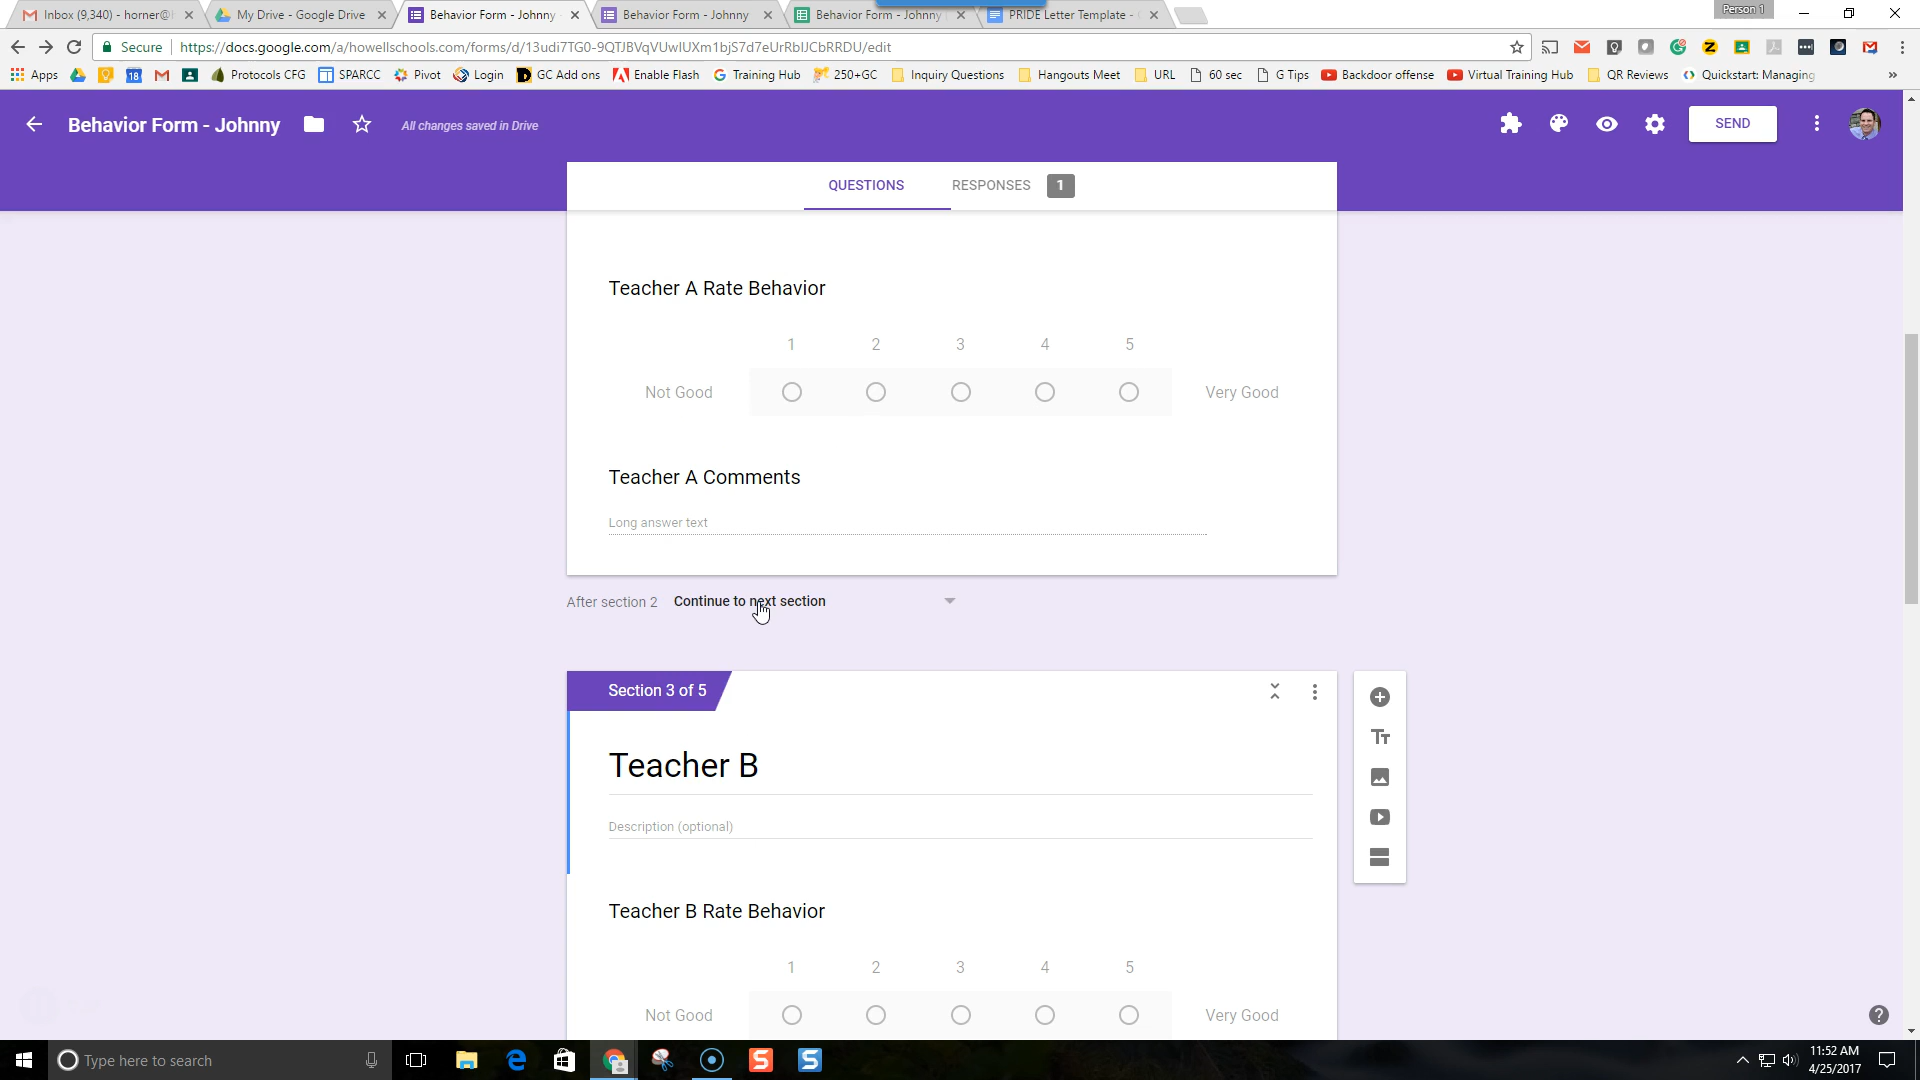 Inbox (9,340) - horner@
My Drive - Google Drive
Behavior Form - Johnny
Behavior Form - Johnny
Behavior Form - Johnny
PRIDE Letter Template -
Person 1
Secure
https://docs.google.com/a/howellschools.com/forms/d/13udi7TG0-9QTJBVqVUwIUXm1bjS7d7eUrRbIJCbRRDU/edit
Apps
Protocols CFG
SPARCC
Pivot
Login
GC Add ons
Enable Flash
Training Hub
250+GC
Inquiry Questions
Hangouts Meet
URL
60 sec
G Tips
Backdoor offense
Virtual Training Hub
QR Reviews
Quickstart: Managing
»
Behavior Form - Johnny
All changes saved in Drive
SEND
QUESTIONS
RESPONSES 1
Teacher A Rate Behavior
1 2 3 4 5
Not Good
Very Good
Teacher A Comments
Long answer text
After section 2 Continue to next section
Section 3 of 5
Teacher B
Description (optional)
Teacher B Rate Behavior
1 2 3 4 5
Not Good
Very Good
Type here to search
11:52 AM
4/25/2017